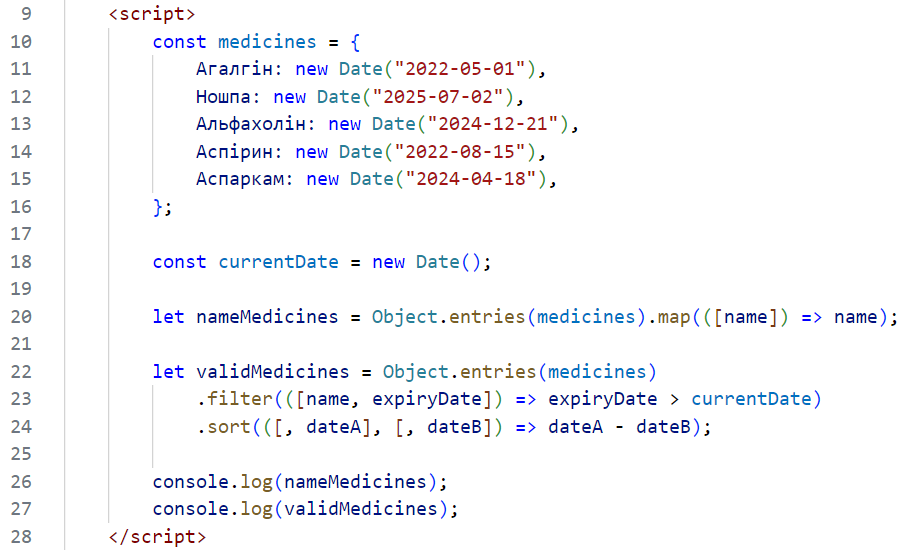 9 <script>
10 const medicines = {
11 Агалгін: new Date("2022-05-01"),
12 Ношпа: new Date("2025-07-02"),
13 Альфахолін: new Date("2024-12-21"),
14 Аспірин: new Date("2022-08-15"),
15 Аспаркам: new Date("2024-04-18"),
16 };
17
18 const currentDate = new Date();
19
20 let nameMedicines = Object.entries(medicines).map(([name]) => name);
21
22 let validMedicines = Object.entries(medicines)
23 .filter(([name, expiryDate]) => expiryDate > currentDate)
24 .sort(([, dateA], [, dateB]) => dateA - dateB);
25
26 console.log(nameMedicines);
27 console.log(validMedicines);
28 </script>